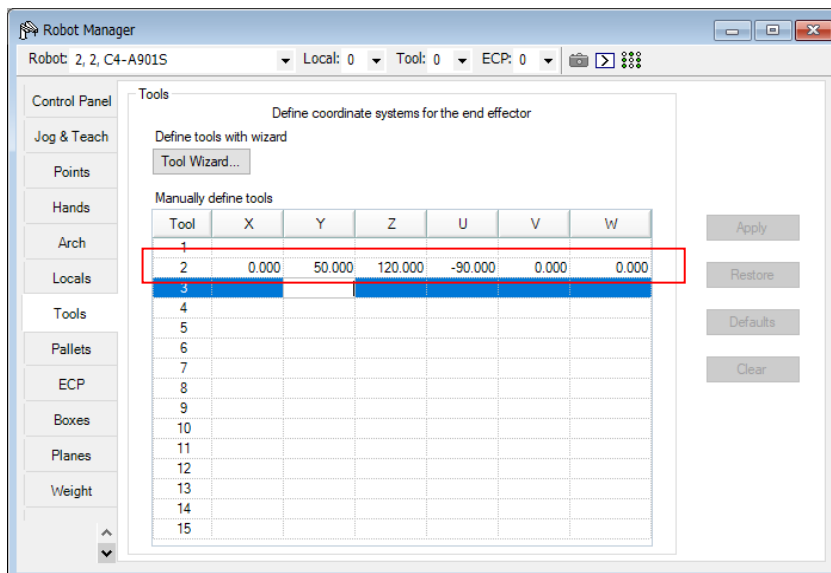 Robot Manager
Robot: 2, 2, C4-A901S Local: 0 Tool: 0 ECP: 0
Control Panel
Jog & Teach
Points
Hands
Arch
Locals
Tools
Pallets
ECP
Boxes
Planes
Weight
Tools
Define coordinate systems for the end effector
Define tools with wizard
Tool Wizard...
Manually define tools
Tool X Y Z U V W
1
2 0.000 50.000 120.000 -90.000 0.000 0.000
3
4
5
6
7
8
9
10
11
12
13
14
15
Apply
Restore
Defaults
Clear